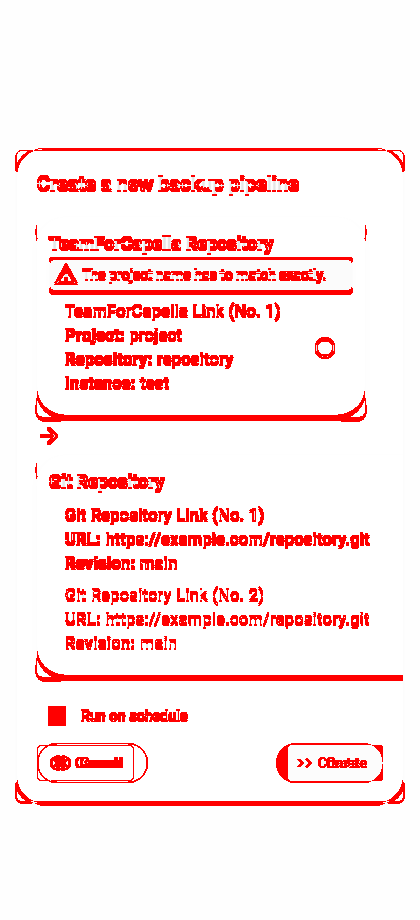 Create a new backup pipeline
TeamForCapella Repository
The project name has to match exactly.
TeamForCapella Link (No. 1)
Project: project
Repository: repository
Instance: test
Git Repository
Git Repository Link (No. 1)
URL: https://example.com/repository.git
Revision: main
Git Repository Link (No. 2)
URL: https://example.com/repository.git
Revision: main
Run on schedule
Cancel
Create